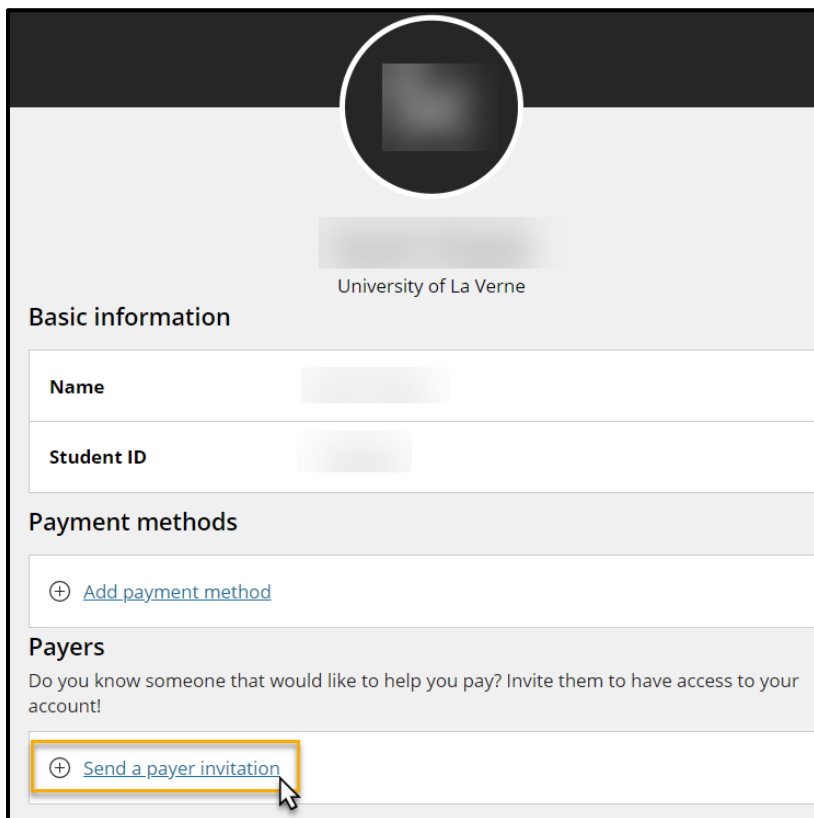 University of La Verne
Basic information
Name
Student ID
Payment methods
Add payment method
Payers
Do you know someone that would like to help you pay? Invite them to have access to your
account!
Send a payer invitation